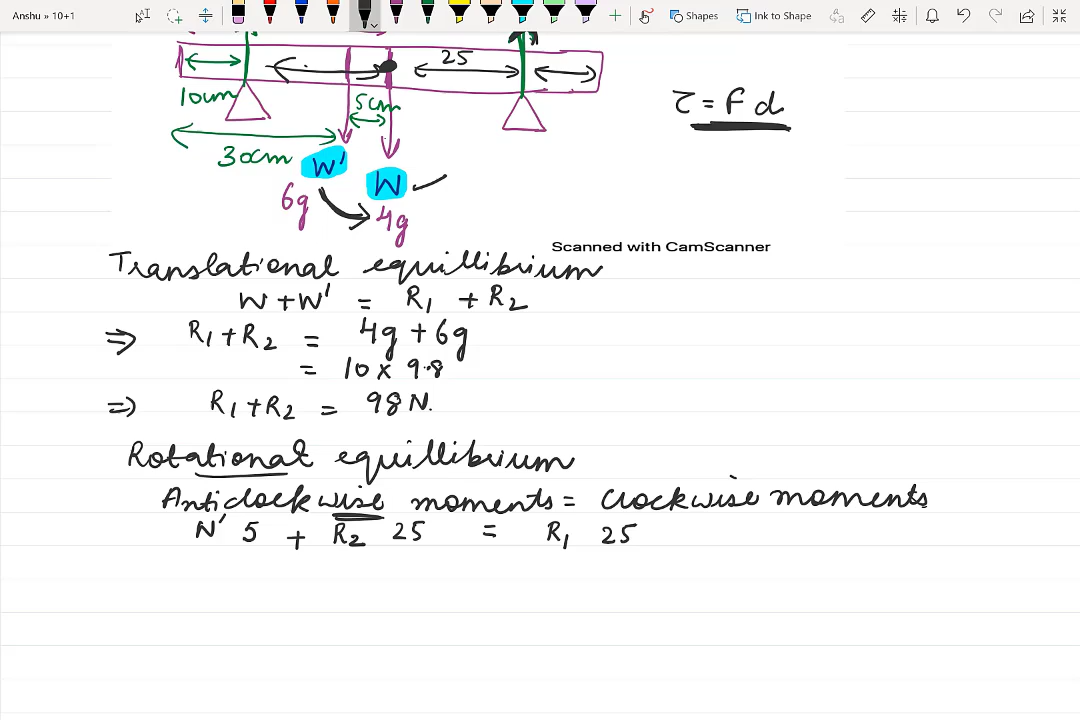 Anshu » 10+1
Shapes
Ink to Shape
25
10cm
5cm
τ = F d
30cm
W'
W
6g
4g
Scanned with CamScanner
Translational equillibrium
W + W' = R1 + R2
⇒ R1 + R2 = 4g + 6g
= 10 x 9.8
⇒ R1 + R2 = 98 N.
Rotational equillibrium
Anticlockwise moments = Clockwise moments
W' 5 + R2 25 = R1 25